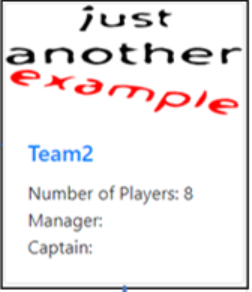 just
another
example
Team2
Number of Players: 8
Manager:
Captain: